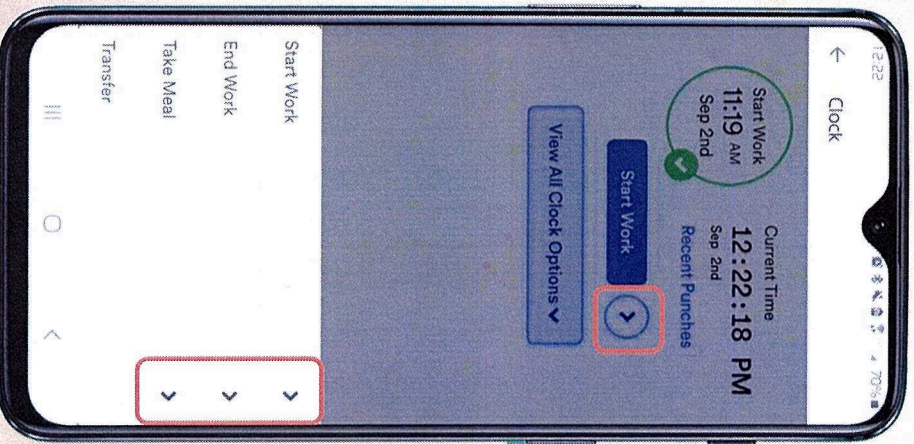 12:22
70%
Clock
Start Work
11:19 AM
Sep 2nd
Current Time
12:22:18 PM
Sep 2nd
Recent Punches
Start Work
View All Clock Options
Start Work
End Work
Take Meal
Transfer